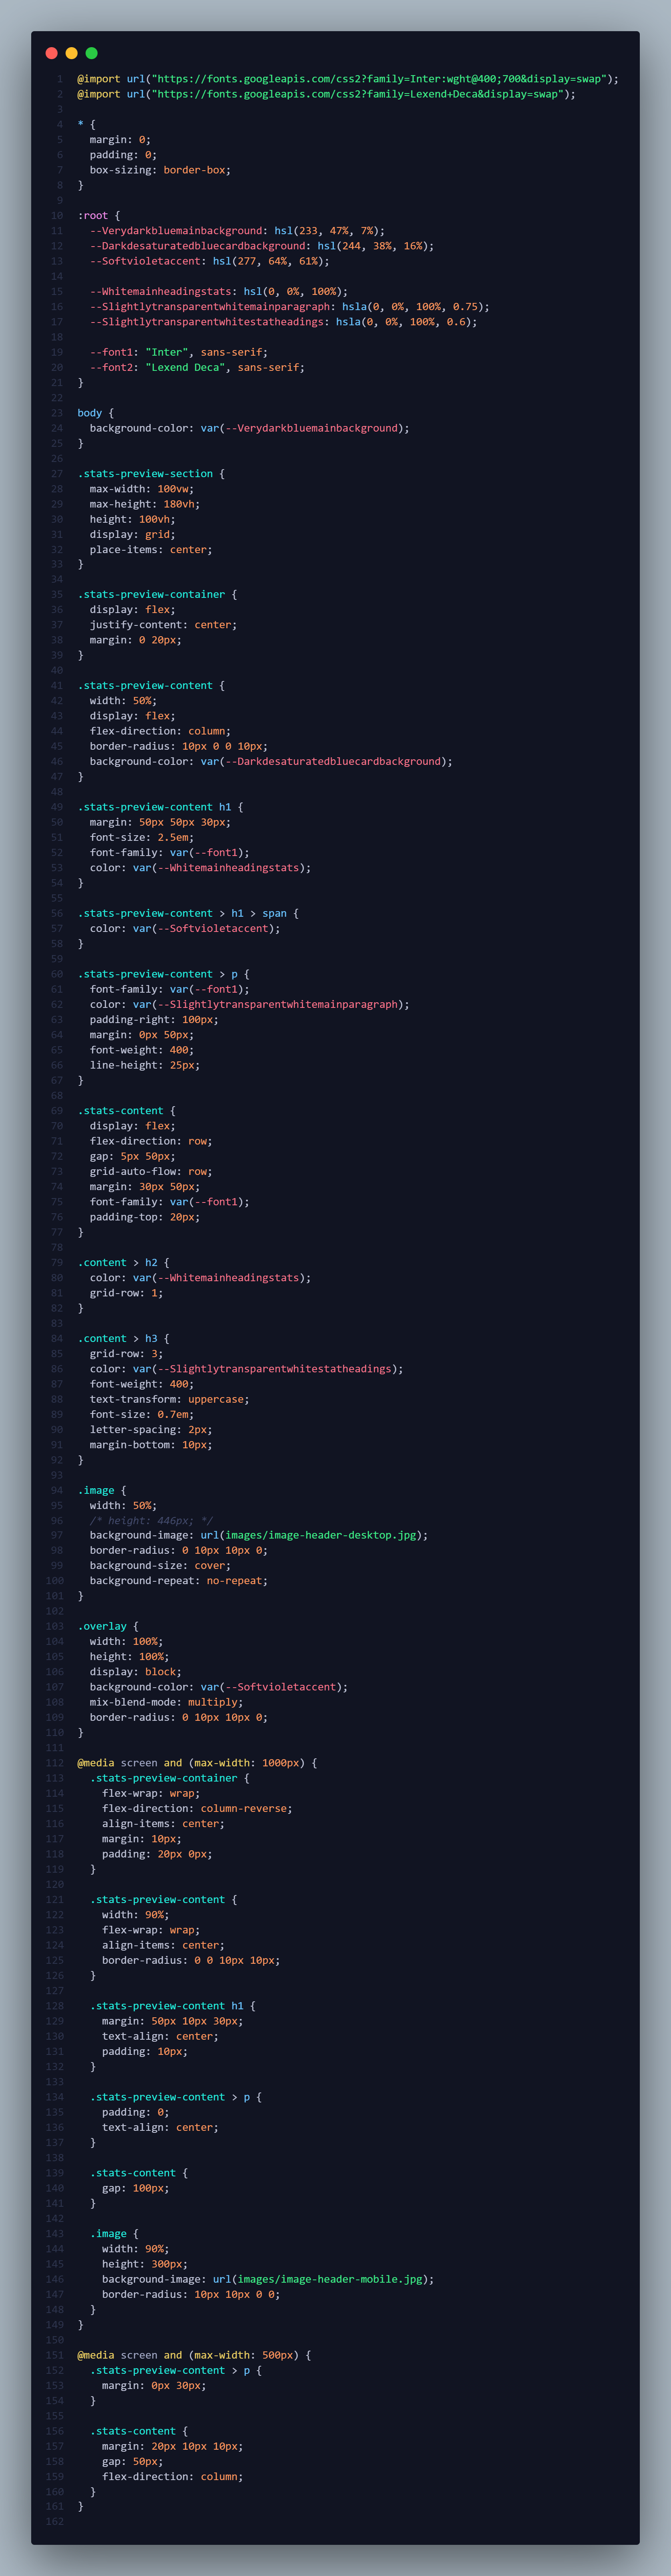 1 @import url("https://fonts.googleapis.com/css2?family=Inter:wght@400;700&display=swap");
2 @import url("https://fonts.googleapis.com/css2?family=Lexend+Deca&display=swap");
3
4 * {
5   margin: 0;
6   padding: 0;
7   box-sizing: border-box;
8 }
9
10 :root {
11   --Verydarkbluemainbackground: hsl(233, 47%, 7%);
12   --Darkdesaturatedbluecardbackground: hsl(244, 38%, 16%);
13   --Softvioletaccent: hsl(277, 64%, 61%);
14
15   --Whitemainheadingstats: hsl(0, 0%, 100%);
16   --Slightlytransparentwhitemainparagraph: hsla(0, 0%, 100%, 0.75);
17   --Slightlytransparentwhitestatheadings: hsla(0, 0%, 100%, 0.6);
18
19   --font1: "Inter", sans-serif;
20   --font2: "Lexend Deca", sans-serif;
21 }
22
23 body {
24   background-color: var(--Verydarkbluemainbackground);
25 }
26
27 .stats-preview-section {
28   max-width: 100vw;
29   max-height: 180vh;
30   height: 100vh;
31   display: grid;
32   place-items: center;
33 }
34
35 .stats-preview-container {
36   display: flex;
37   justify-content: center;
38   margin: 0 20px;
39 }
40
41 .stats-preview-content {
42   width: 50%;
43   display: flex;
44   flex-direction: column;
45   border-radius: 10px 0 0 10px;
46   background-color: var(--Darkdesaturatedbluecardbackground);
47 }
48
49 .stats-preview-content h1 {
50   margin: 50px 50px 30px;
51   font-size: 2.5em;
52   font-family: var(--font1);
53   color: var(--Whitemainheadingstats);
54 }
55
56 .stats-preview-content > h1 > span {
57   color: var(--Softvioletaccent);
58 }
59
60 .stats-preview-content > p {
61   font-family: var(--font1);
62   color: var(--Slightlytransparentwhitemainparagraph);
63   padding-right: 100px;
64   margin: 0px 50px;
65   font-weight: 400;
66   line-height: 25px;
67 }
68
69 .stats-content {
70   display: flex;
71   flex-direction: row;
72   gap: 5px 50px;
73   grid-auto-flow: row;
74   margin: 30px 50px;
75   font-family: var(--font1);
76   padding-top: 20px;
77 }
78
79 .content > h2 {
80   color: var(--Whitemainheadingstats);
81   grid-row: 1;
82 }
83
84 .content > h3 {
85   grid-row: 3;
86   color: var(--Slightlytransparentwhitestatheadings);
87   font-weight: 400;
88   text-transform: uppercase;
89   font-size: 0.7em;
90   letter-spacing: 2px;
91   margin-bottom: 10px;
92 }
93
94 .image {
95   width: 50%;
96   /* height: 446px; */
97   background-image: url(images/image-header-desktop.jpg);
98   border-radius: 0 10px 10px 0;
99   background-size: cover;
100   background-repeat: no-repeat;
101 }
102
103 .overlay {
104   width: 100%;
105   height: 100%;
106   display: block;
107   background-color: var(--Softvioletaccent);
108   mix-blend-mode: multiply;
109   border-radius: 0 10px 10px 0;
110 }
111
112 @media screen and (max-width: 1000px) {
113   .stats-preview-container {
114     flex-wrap: wrap;
115     flex-direction: column-reverse;
116     align-items: center;
117     margin: 10px;
118     padding: 20px 0px;
119   }
120
121   .stats-preview-content {
122     width: 90%;
123     flex-wrap: wrap;
124     align-items: center;
125     border-radius: 0 0 10px 10px;
126   }
127
128   .stats-preview-content h1 {
129     margin: 50px 10px 30px;
130     text-align: center;
131     padding: 10px;
132   }
133
134   .stats-preview-content > p {
135     padding: 0;
136     text-align: center;
137   }
138
139   .stats-content {
140     gap: 100px;
141   }
142
143   .image {
144     width: 90%;
145     height: 300px;
146     background-image: url(images/image-header-mobile.jpg);
147     border-radius: 10px 10px 0 0;
148   }
149 }
150
151 @media screen and (max-width: 500px) {
152   .stats-preview-content > p {
153     margin: 0px 30px;
154   }
155
156   .stats-content {
157     margin: 20px 10px 10px;
158     gap: 50px;
159     flex-direction: column;
160   }
161 }
162